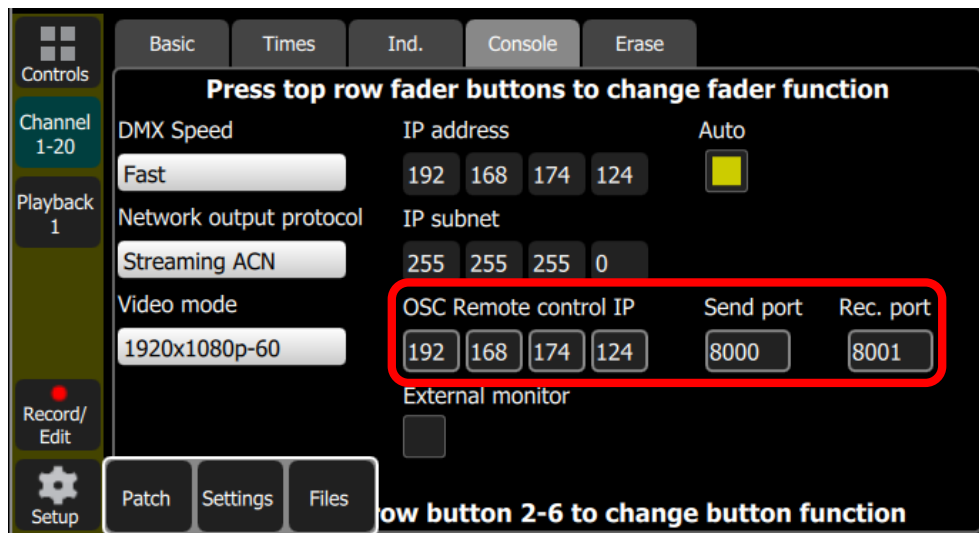 Basic Times Ind. Console Erase
Controls
Press top row fader buttons to change fader function
Channel
1-20
DMX Speed IP address Auto
Fast 192 168 174 124
Playback
1
Network output protocol IP subnet
Streaming ACN 255 255 255 0
Video mode OSC Remote control IP Send port Rec. port
1920x1080p-60 192 168 174 124 8000 8001
External monitor
Record/
Edit
Setup
Patch Settings Files
row button 2-6 to change button function